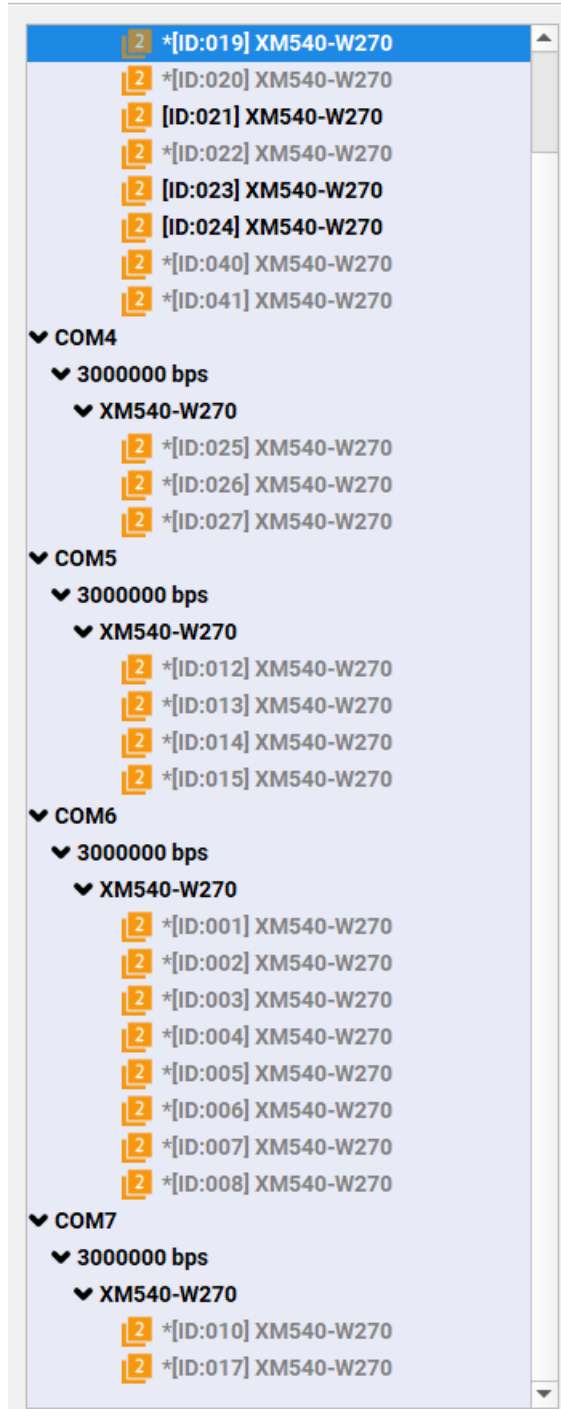 2 *[ID:019] XM540-W270
2 *[ID:020] XM540-W270
2 [ID:021] XM540-W270
2 *[ID:022] XM540-W270
2 [ID:023] XM540-W270
2 [ID:024] XM540-W270
2 *[ID:040] XM540-W270
2 *[ID:041] XM540-W270
COM4
3000000 bps
XM540-W270
2 *[ID:025] XM540-W270
2 *[ID:026] XM540-W270
2 *[ID:027] XM540-W270
COM5
3000000 bps
XM540-W270
2 *[ID:012] XM540-W270
2 *[ID:013] XM540-W270
2 *[ID:014] XM540-W270
2 *[ID:015] XM540-W270
COM6
3000000 bps
XM540-W270
2 *[ID:001] XM540-W270
2 *[ID:002] XM540-W270
2 *[ID:003] XM540-W270
2 *[ID:004] XM540-W270
2 *[ID:005] XM540-W270
2 *[ID:006] XM540-W270
2 *[ID:007] XM540-W270
2 *[ID:008] XM540-W270
COM7
3000000 bps
XM540-W270
2 *[ID:010] XM540-W270
2 *[ID:017] XM540-W270